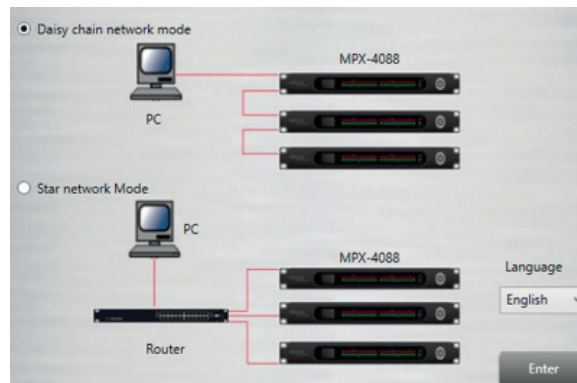 Daisy chain network mode
MPX-4088
PC
Star network Mode
PC
MPX-4088
Language
English
Router
Enter